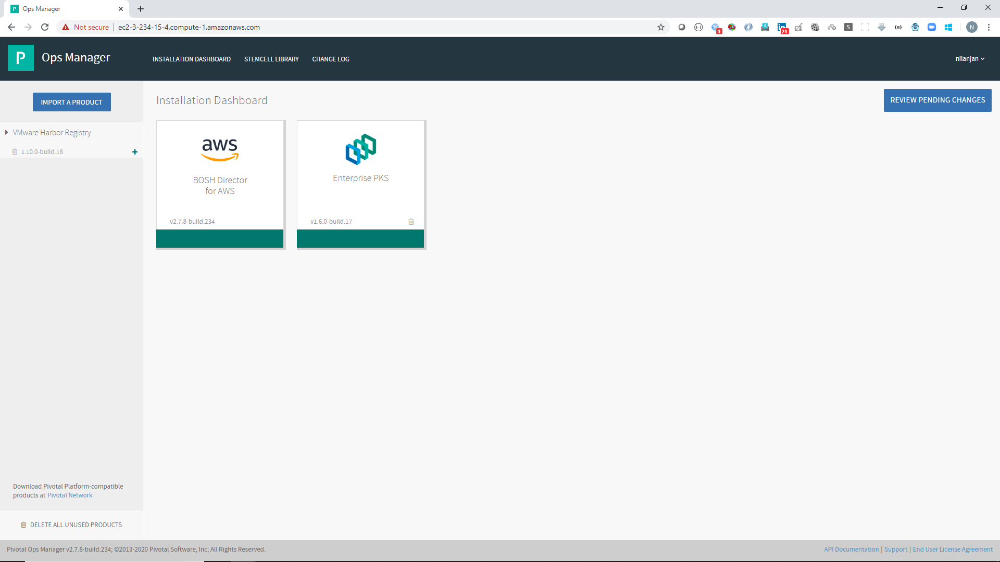 Ops Manager
Not secure
ec2-3-234-15-4.compute-1.amazonaws.com
1
21
S
N
P
Ops Manager
INSTALLATION DASHBOARD
STEMCELL LIBRARY
CHANGE LOG
nilanjan
IMPORT A PRODUCT
VMware Harbor Registry
1.10.0-build.18
Installation Dashboard
REVIEW PENDING CHANGES
aws
BOSH Director
for AWS
v2.7.8-build.234
Enterprise PKS
v1.6.0-build.17
Download Pivotal Platform-compatible
products at Pivotal Network
DELETE ALL UNUSED PRODUCTS
Pivotal Ops Manager v2.7.8-build.234; ©2013-2020 Pivotal Software, Inc; All Rights Reserved.
API Documentation | Support | End User License Agreement